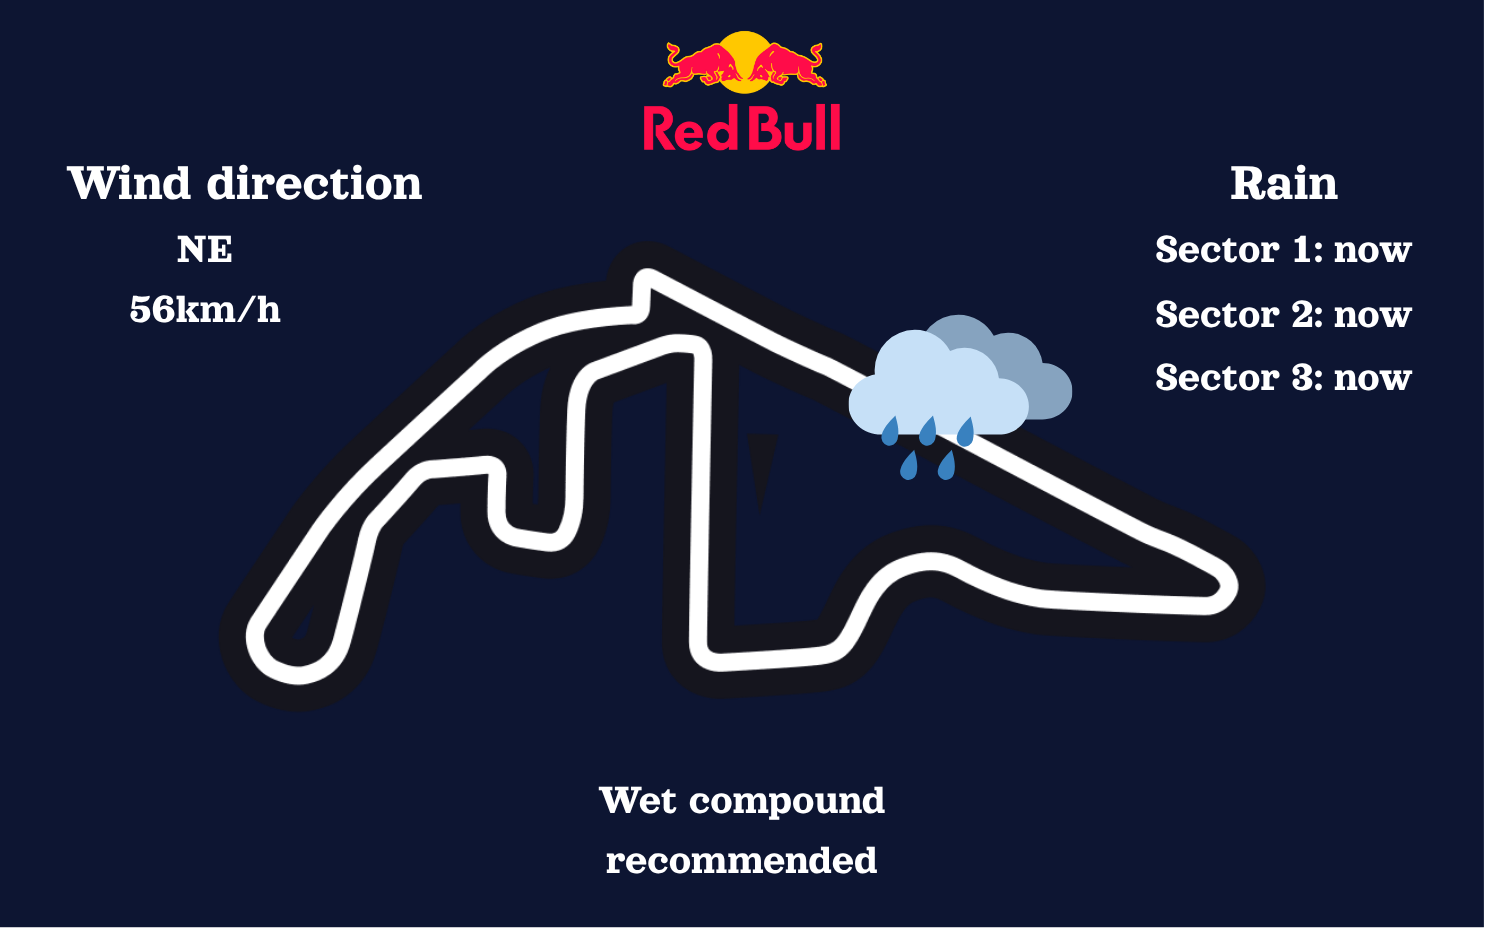 Red Bull
Wind direction
NE
56km/h
Rain
Sector 1: now
Sector 2: now
Sector 3: now
Wet compound
recommended